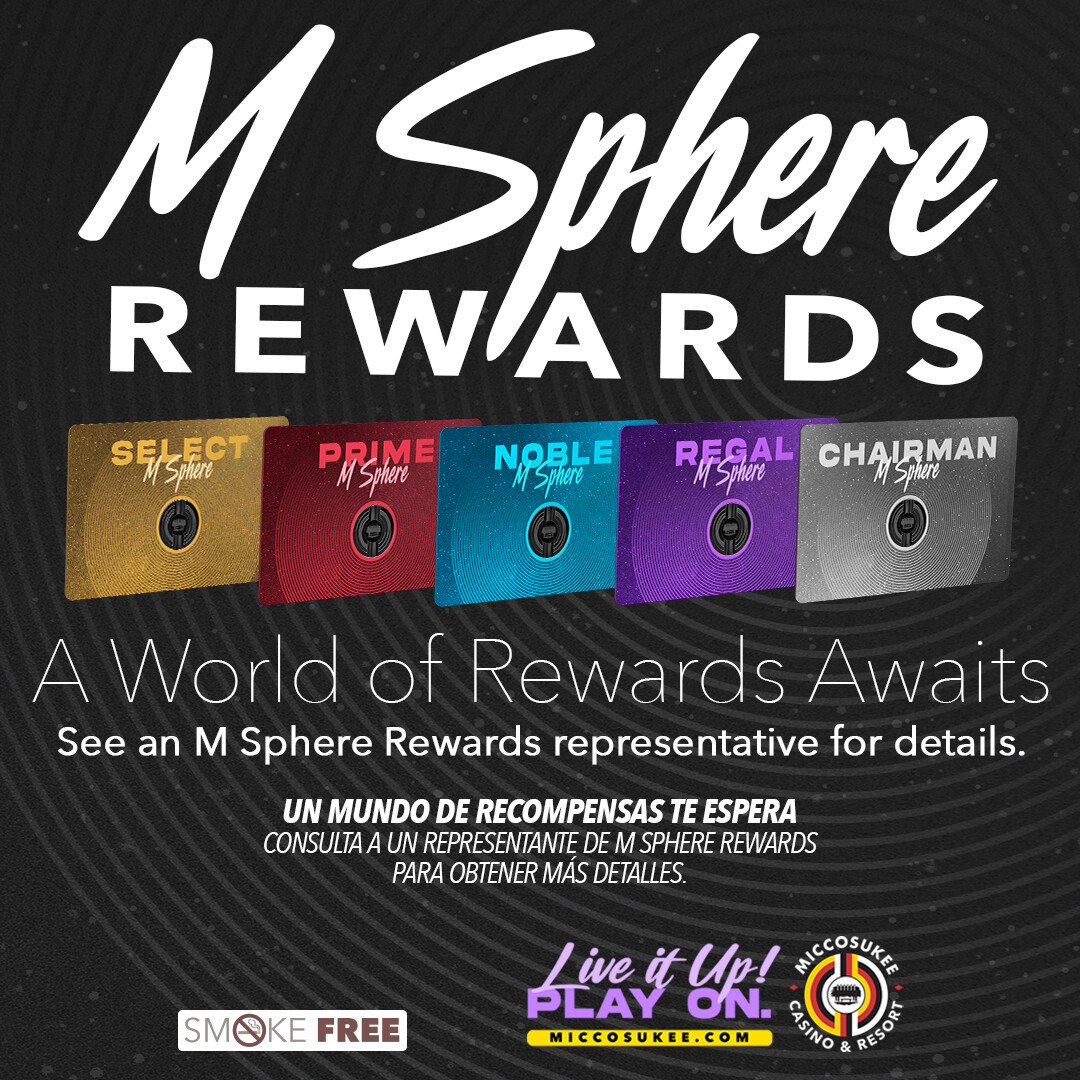 M Sphere
REWARDS
SELECT
M Sphere
PRIME
M Sphere
NOBLE
M Sphere
REGAL
M Sphere
CHAIRMAN
M Sphere
A World of Rewards Awaits
See an M Sphere Rewards representative for details.
UN MUNDO DE RECOMPENSAS TE ESPERA
CONSULTA A UN REPRESENTANTE DE M SPHERE REWARDS
PARA OBTENER MÁS DETALLES.
Live it Up!
PLAY ON.
MICCOSUKEE.COM
MICCOSUKEE
CASINO & RESORT
SMOKE FREE